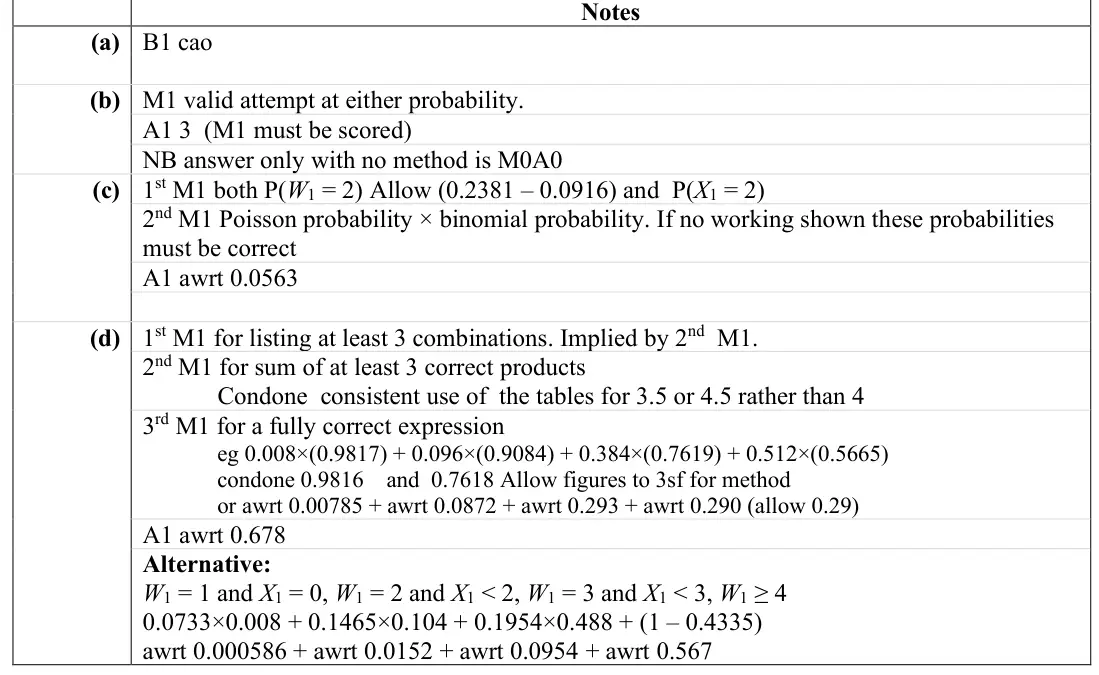 Notes
(a) B1 cao
(b) M1 valid attempt at either probability.
A1 3 (M1 must be scored)
NB answer only with no method is M0A0
(c) 1st M1 both P(W1 = 2) Allow (0.2381 – 0.0916) and P(X1 = 2)
2nd M1 Poisson probability × binomial probability. If no working shown these probabilities
must be correct
A1 awrt 0.0563
(d) 1st M1 for listing at least 3 combinations. Implied by 2nd M1.
2nd M1 for sum of at least 3 correct products
Condone consistent use of the tables for 3.5 or 4.5 rather than 4
3rd M1 for a fully correct expression
eg 0.008×(0.9817) + 0.096×(0.9084) + 0.384×(0.7619) + 0.512×(0.5665)
condone 0.9816 and 0.7618 Allow figures to 3sf for method
or awrt 0.00785 + awrt 0.0872 + awrt 0.293 + awrt 0.290 (allow 0.29)
A1 awrt 0.678
Alternative:
W1 = 1 and X1 = 0, W1 = 2 and X1 < 2, W1 = 3 and X1 < 3, W1 ≥ 4
0.0733×0.008 + 0.1465×0.104 + 0.1954×0.488 + (1 – 0.4335)
awrt 0.000586 + awrt 0.0152 + awrt 0.0954 + awrt 0.567